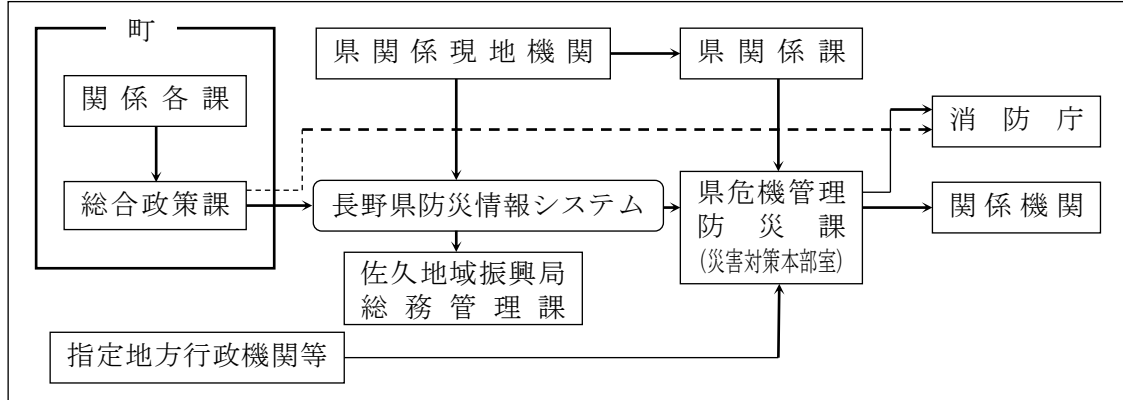 町
県関係現地機関
県関係課
関係各課
消防庁
総合政策課
長野県防災情報システム
県危機管理
防災課
(災害対策本部室)
関係機関
佐久地域振興局
総務管理課
指定地方行政機関等